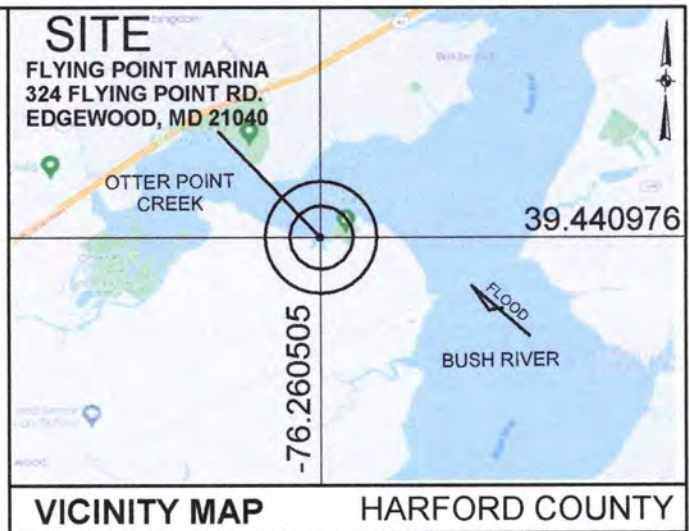 SITE
FLYING POINT MARINA
324 FLYING POINT RD.
EDGEWOOD, MD 21040
OTTER POINT
CREEK
39.440976
-76.260505
FLOOD
BUSH RIVER
VICINITY MAP
HARFORD COUNTY